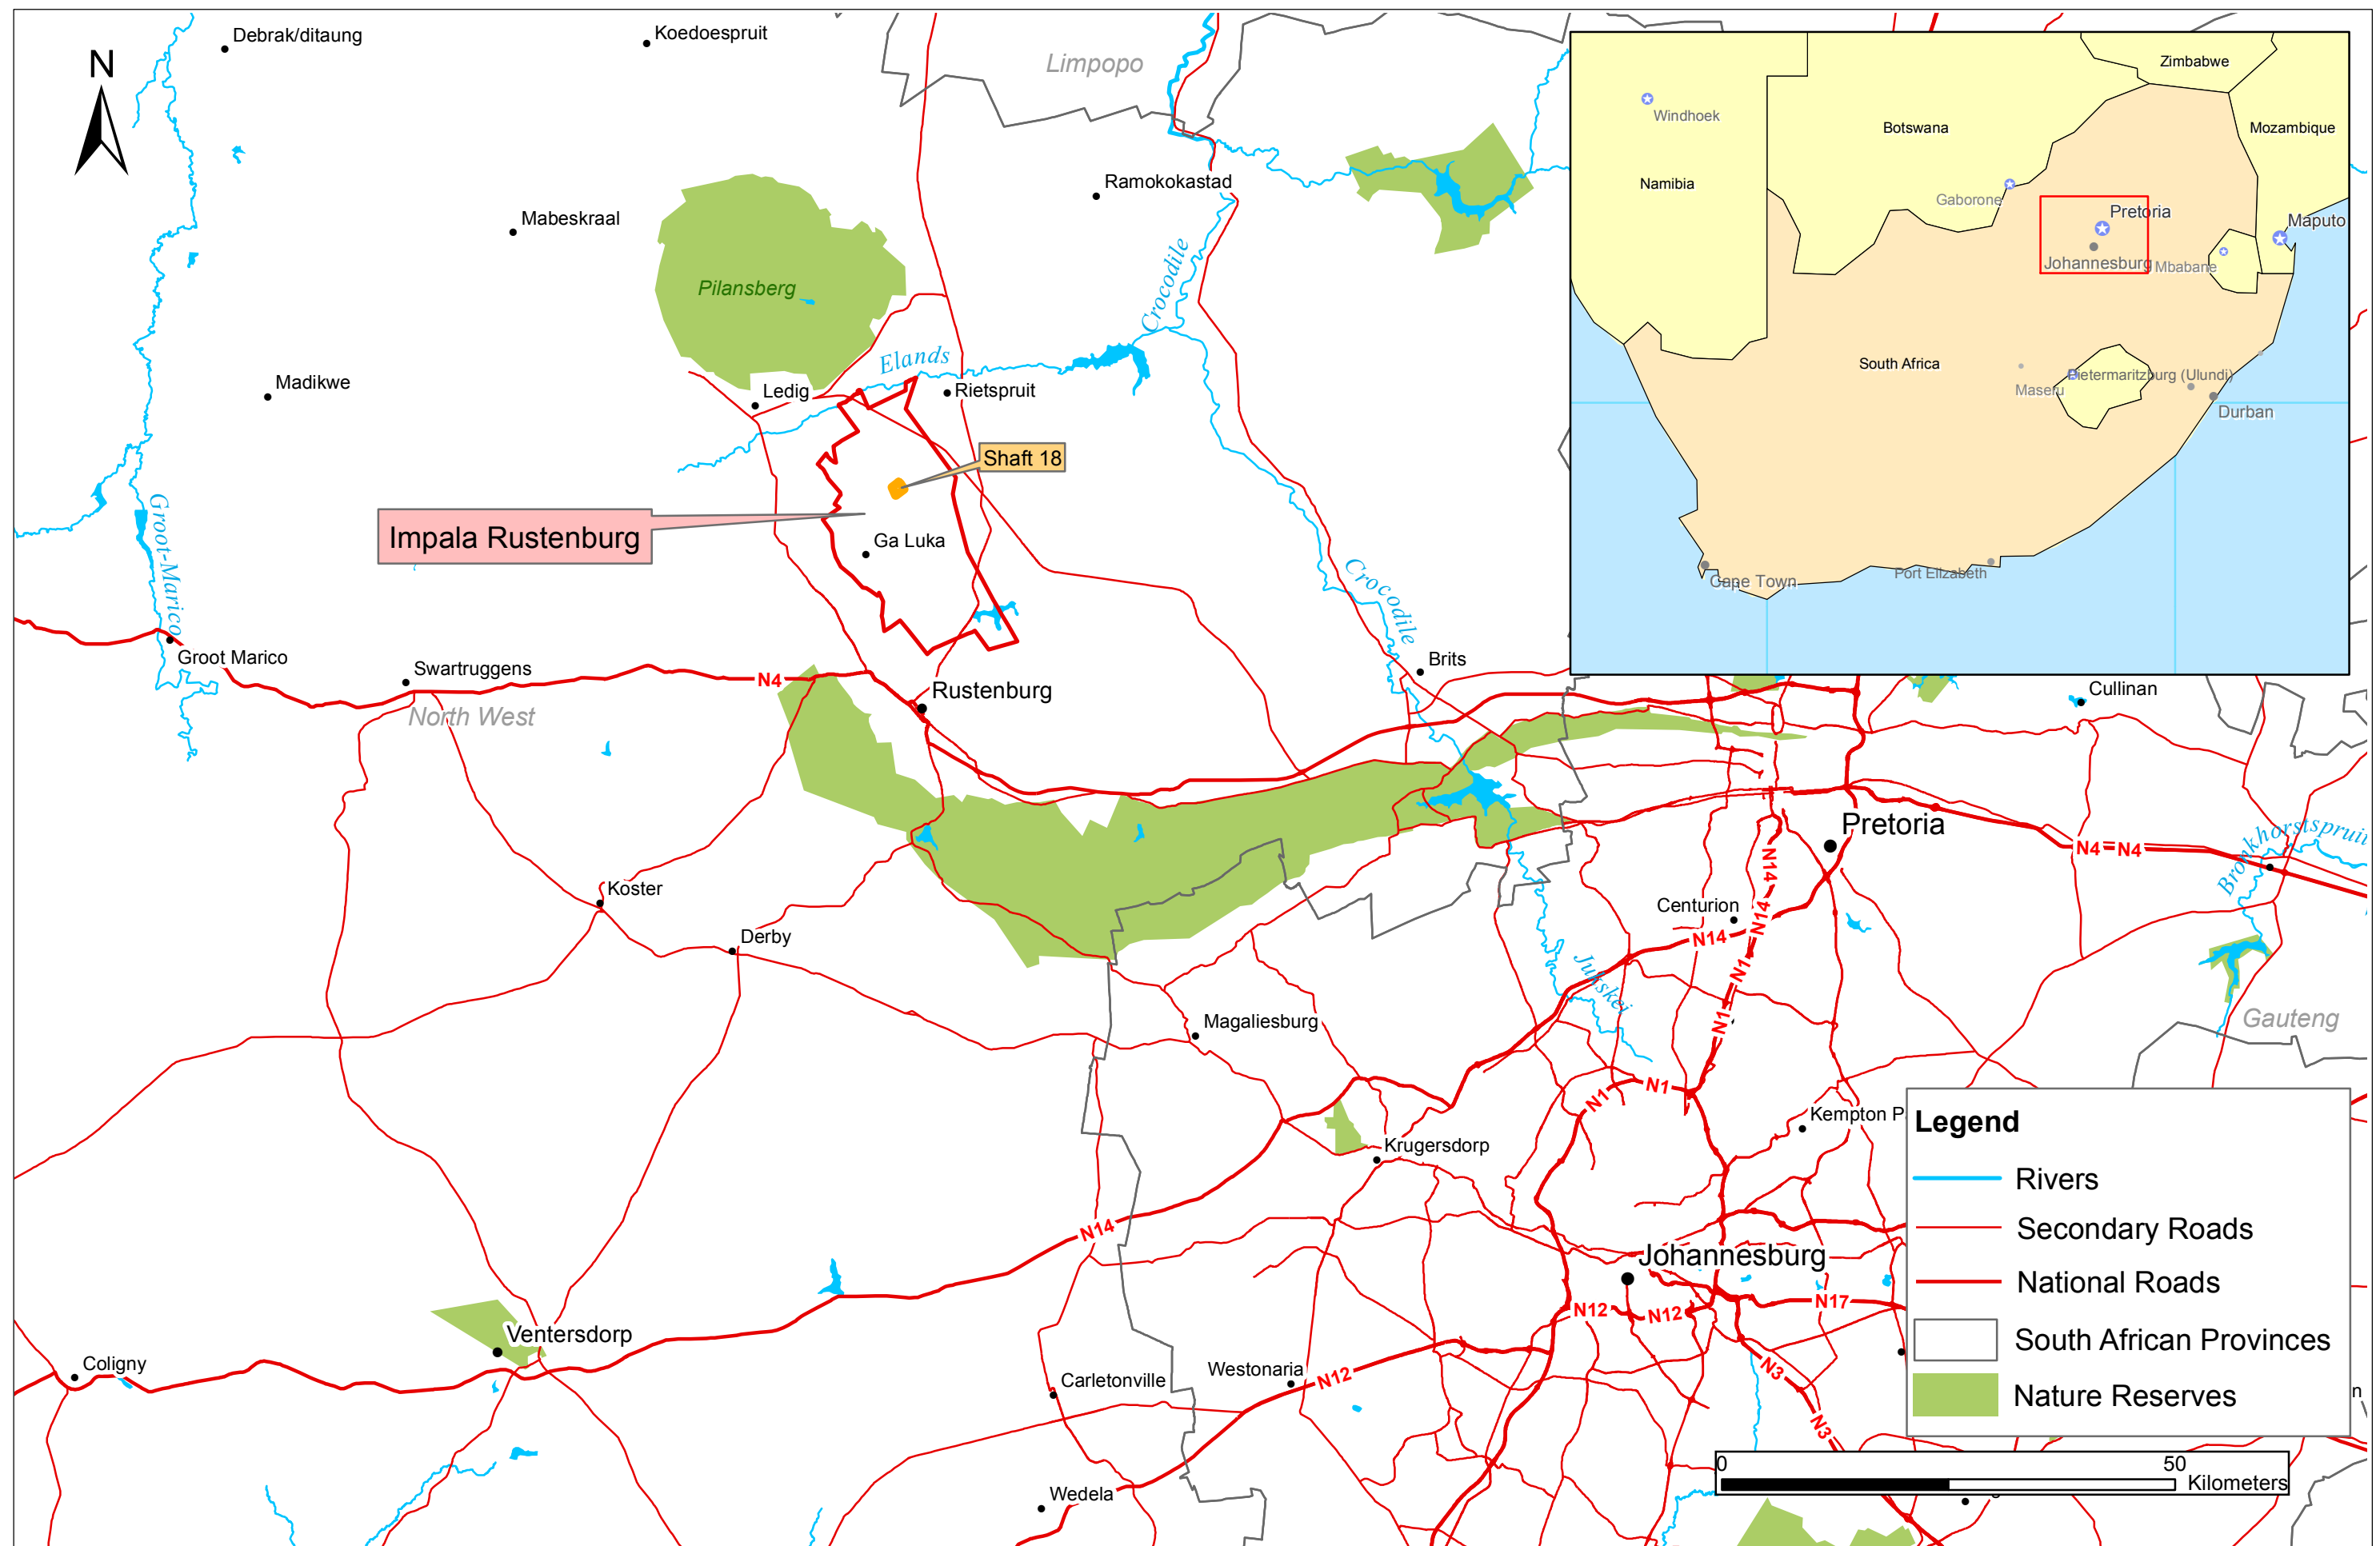 Debrak/ditaung
Koedoespruit
Limpopo
N
Zimbabwe
Windhoek
Botswana
Mozambique
Namibia
Gaborone
Pretoria
Maputo
Johannesburg
Mbabane
South Africa
Pietermaritzburg (Ulundi)
Maseru
Durban
Cape Town
Port Elizabeth
Ramokokastad
Mabeskraal
Pilansberg
Crocodile
Elands
Madikwe
Ledig
Rietspruit
Shaft 18
Impala Rustenburg
Ga Luka
Groot-Marico
Crocodile
Groot Marico
Swartruggens
N4
Rustenburg
Brits
Cullinan
North West
Pretoria
N14
N4
N4
Bronkhorstspruit
Koster
Centurion
N14
N14
Derby
N1
Jukskei
N1
Magaliesburg
Gauteng
N1
N1
Kempton P
Krugersdorp
Legend
Rivers
Secondary Roads
National Roads
South African Provinces
Nature Reserves
N14
Johannesburg
N12
N12
N17
Ventersdorp
Coligny
Carletonville
Westonaria
N12
N3
n
N3
0
50
Kilometers
Wedela